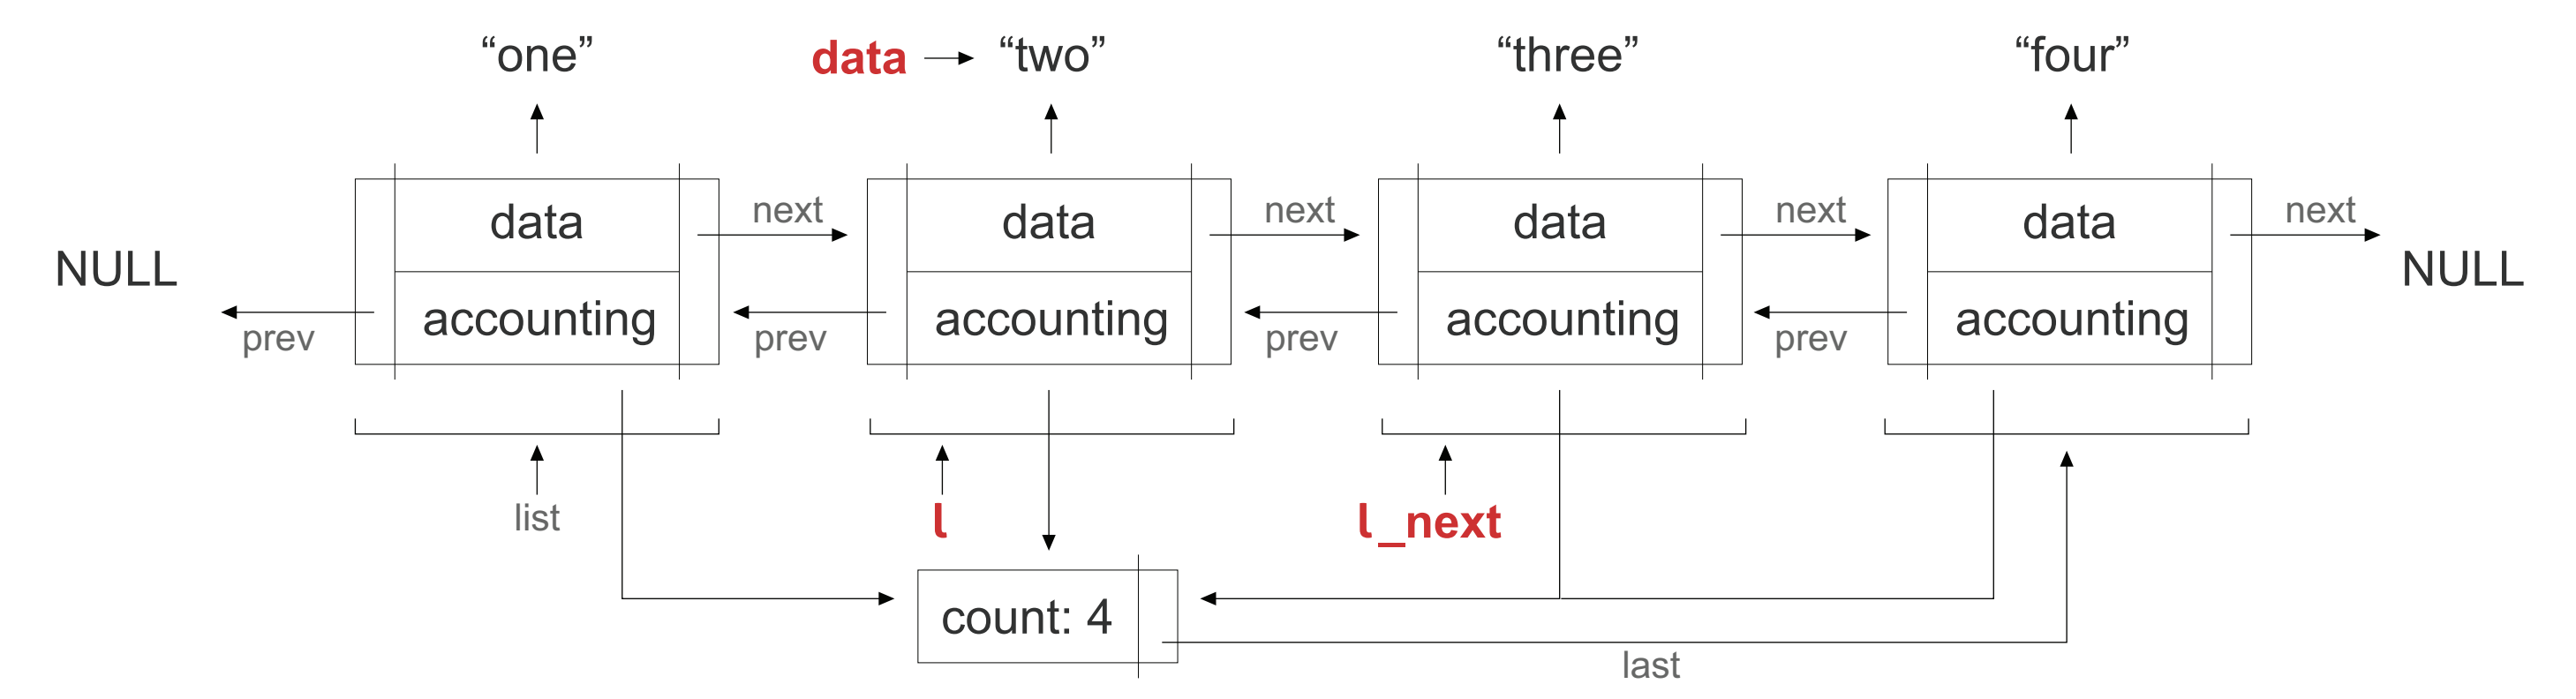 “one”
data
“two”
“three”
“four”
data
next
data
next
data
next
data
next
NULL
NULL
accounting
accounting
accounting
accounting
prev
prev
prev
prev
list
l
l_next
count: 4
last